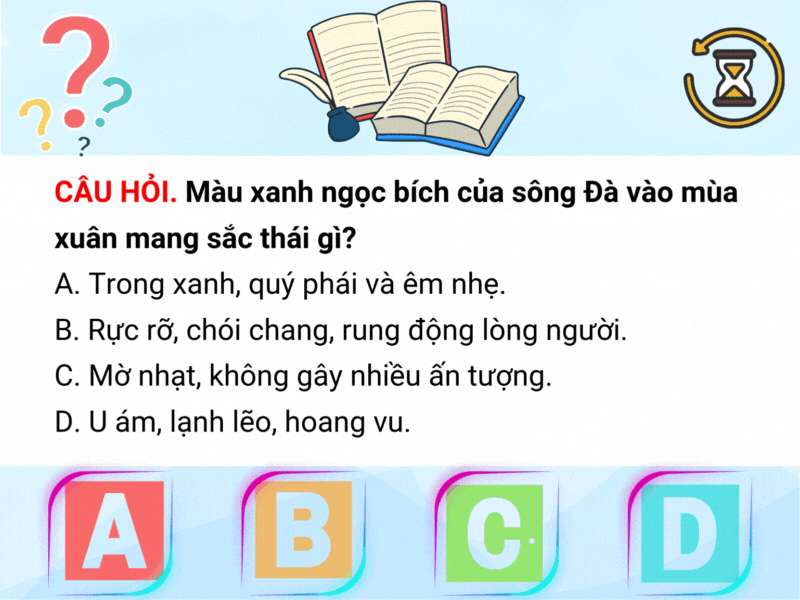 CÂU HỎI. Màu xanh ngọc bích của sông Đà vào mùa
xuân mang sắc thái gì?
A. Trong xanh, quý phái và êm nhẹ.
B. Rực rỡ, chói chang, rung động lòng người.
C. Mờ nhạt, không gây nhiều ấn tượng.
D. U ám, lạnh lẽo, hoang vu.
A B C D